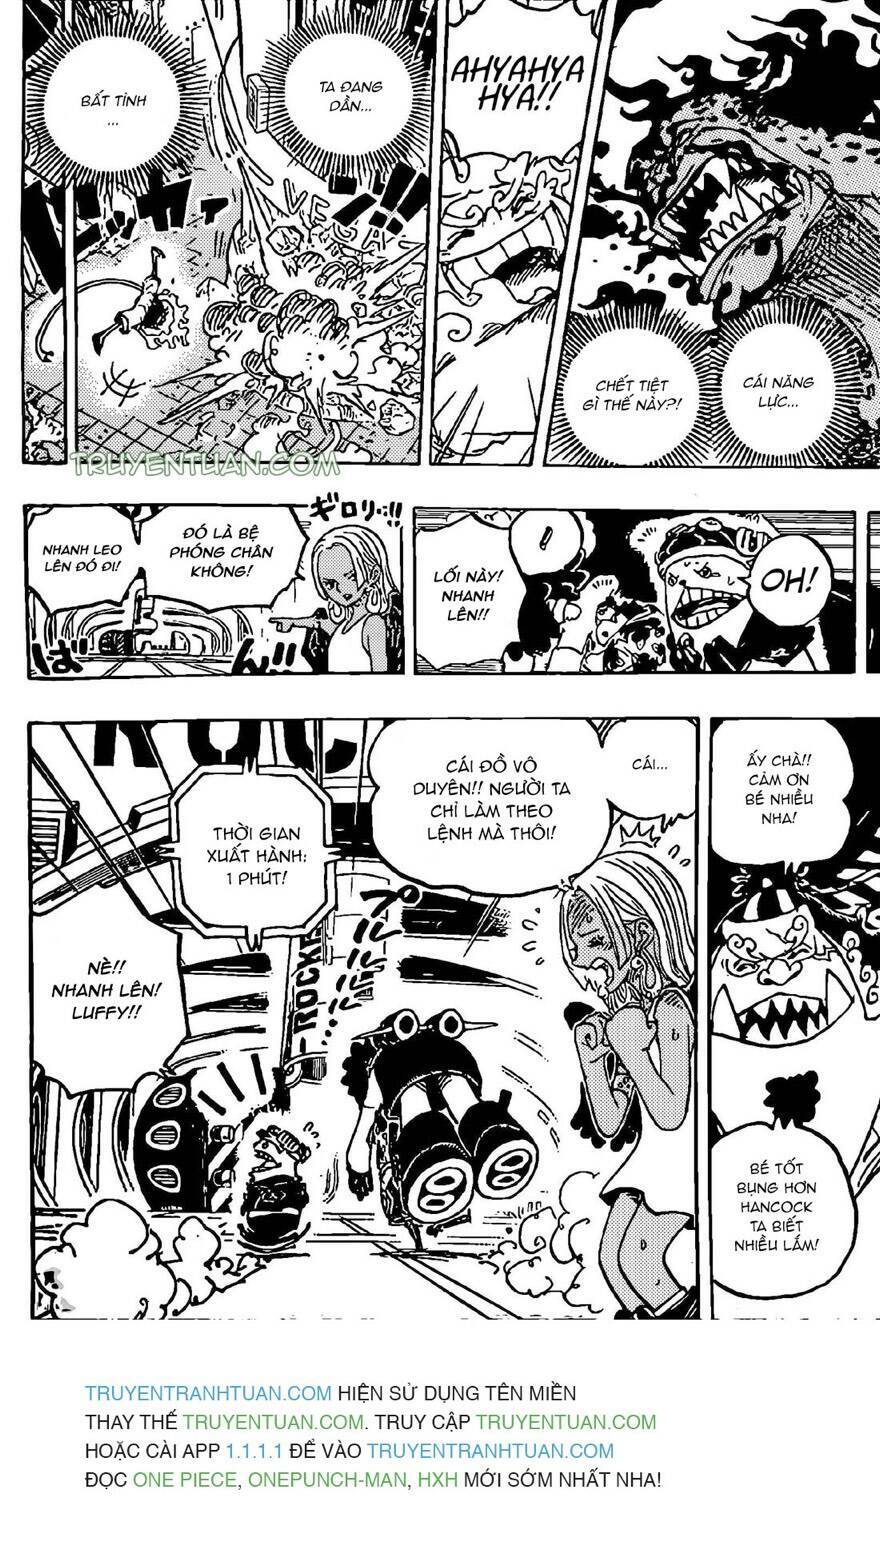 CÁI NĂNG
LỰC...
CHẾT TIỆT
GÌ THẾ NÀY?!
AHYAHYA
HYA!!
TA ĐANG
DẦN...
BẤT TỈNH
...
TRUYENTUAN.COM
OH!
LỐI NÀY!
NHANH
LÊN!!
ギロリ..!!
ĐÓ LÀ BỆ
PHÓNG CHÂN
KHÔNG!
NHANH LEO
LÊN ĐÓ ĐI!
ẤY CHÀ!!
CẢM ƠN
BÉ NHIỀU
NHA!
BÉ TỐT
BỤNG HƠN
HANCOCK
TA BIẾT
NHIỀU LẮM!
CÁI...
CÁI ĐỒ VÔ
DUYÊN!! NGƯỜI TA
CHỈ LÀM THEO
LỆNH MÀ THÔI!
THỜI GIAN
XUẤT HÀNH:
1 PHÚT!
NÈ!!
NHANH LÊN!
LUFFY!!
TRUYENTRANHTUAN.COM HIỆN SỬ DỤNG TÊN MIỀN
THAY THẾ TRUYENTUAN.COM. TRUY CẬP TRUYENTUAN.COM
HOẶC CÀI APP 1.1.1.1 ĐỂ VÀO TRUYENTRANHTUAN.COM
ĐỌC ONE PIECE, ONEPUNCH-MAN, HXH MỚI SỚM NHẤT NHA!